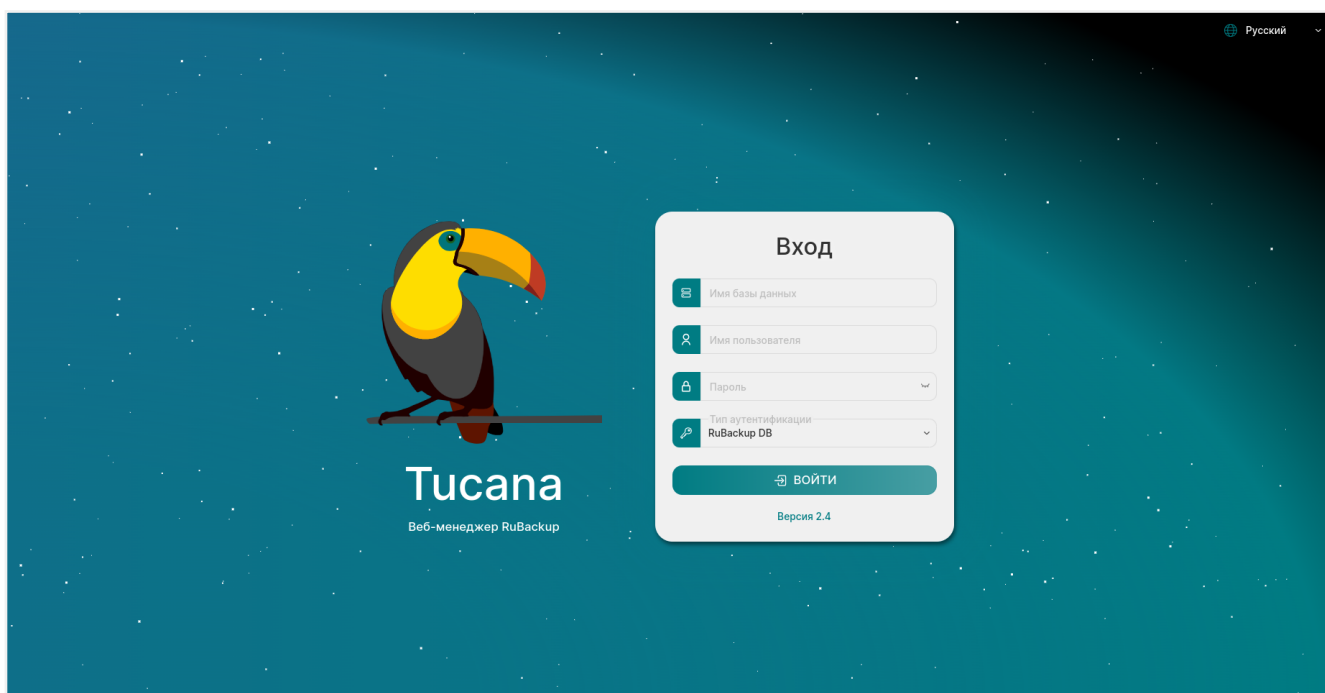 Русский
Вход
Имя базы данных
Имя пользователя
Пароль
Тип аутентификации
RuBackup DB
ВОЙТИ
Версия 2.4
Tucana
Веб-менеджер RuBackup